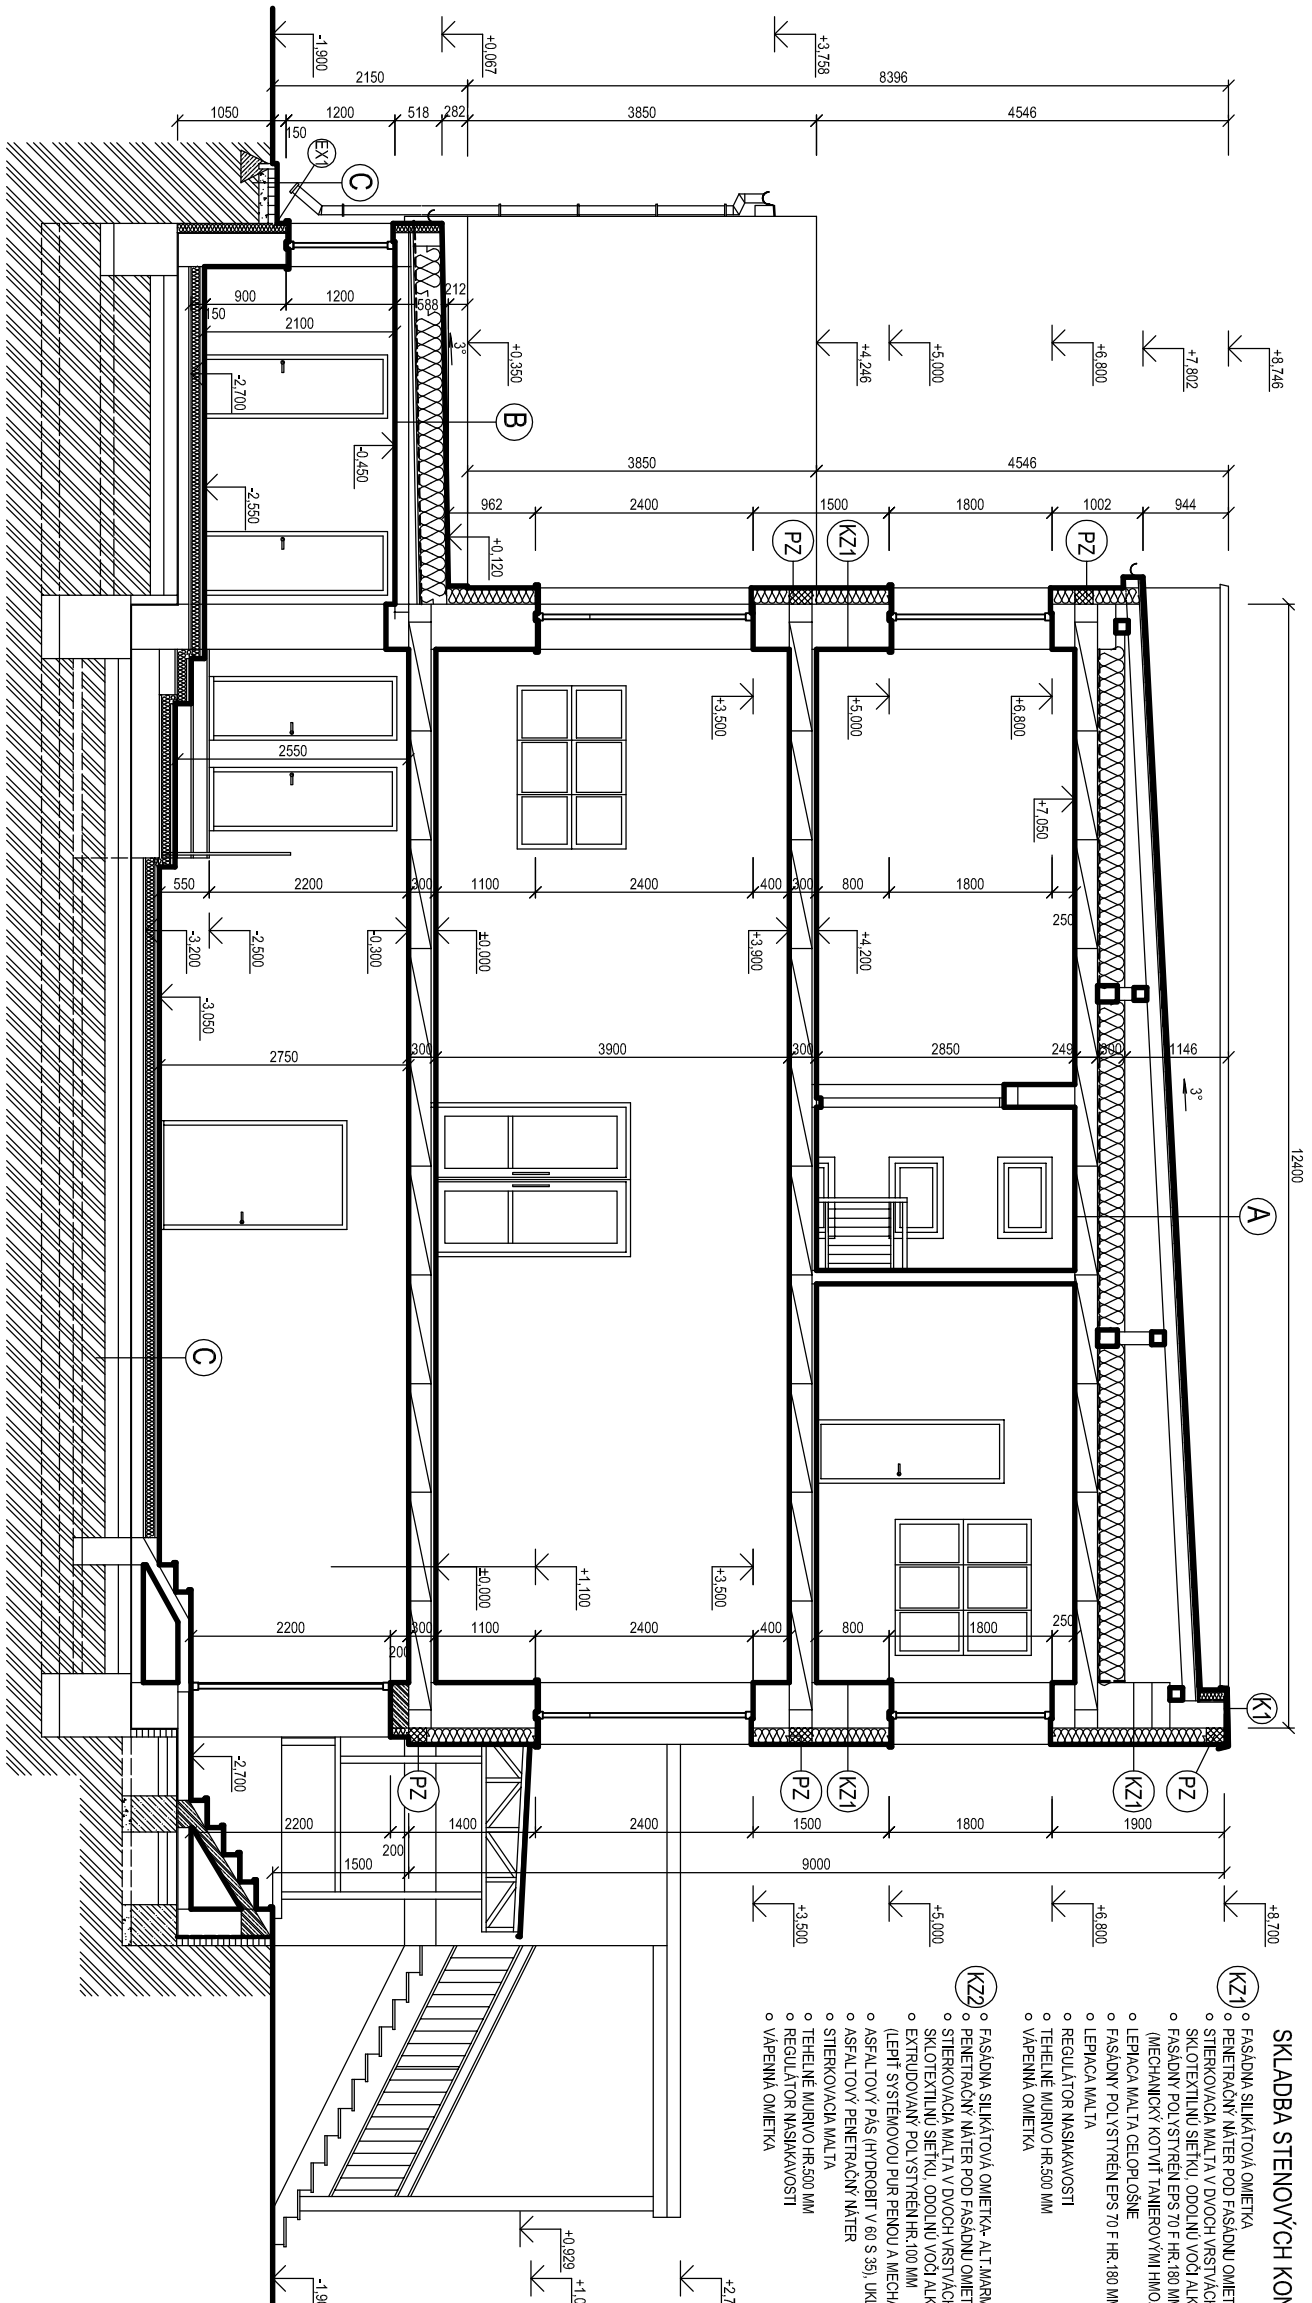 SKLADBA STENOVÝCH KON
KZ1
FASÁDNA SILIKÁTOVÁ OMIETKA
PENETRAČNÝ NÁTER POD FASÁDNU OMIET
STIERKOVACIA MALTA V DVOCH VRSTVÁCH
SKLOTEXTILNÚ SIEŤKU, ODOLNÚ VOČI ALK
FASÁDNY POLYSTYRÉN EPS 70 F HR.180 MM
(MECHANICKÝ KOTVIŤ TANIEROVÝMI HMO
LEPIACA MALTA CELOPLOŠNE
FASÁDNY POLYSTYRÉN EPS 70 F HR.180 MM
LEPIACA MALTA
REGULÁTOR NASIAKAVOSTI
TEHELNÉ MURIVO HR.500 MM
VÁPENNÁ OMIETKA
KZ2
FASÁDNA SILIKÁTOVÁ OMIETKA- ALT.MARM
PENETRAČNÝ NÁTER POD FASÁDNU OMIET
STIERKOVACIA MALTA V DVOCH VRSTVÁCH
SKLOTEXTILNÚ SIEŤKU, ODOLNÚ VOČI ALK
EXTRUDOVANÝ POLYSTYRÉN HR.100 MM
(LEPIŤ SYSTÉMOVOU PUR PENOU A MECHA
ASFALTOVÝ PÁS (HYDROBIT V 60 S 35), UKL
ASFALTOVÝ PENETRAČNÝ NÁTER
STIERKOVACIA MALTA
TEHELNÉ MURIVO HR.500 MM
REGULÁTOR NASIAKAVOSTI
VÁPENNÁ OMIETKA
12400
+8,746
+7,802
+6,800
+5,000
+4,246
+0,350
+3,758
+0,067
-1,900
8396
2150
4546
3850
282
518
1200
150
1050
EX1
C
900
1200
588
212
150
2100
3°
B
-2,700
-0,450
-2,550
+0,120
4546
3850
944
1002
1800
1500
2400
962
PZ
KZ1
PZ
+6,800
+5,000
+3,500
+7,050
2550
550
2200
300
1100
2400
400
300
800
1800
250
-3,200
-2,500
-0,300
±0,000
+3,900
+4,200
-3,050
2750
300
3900
300
2850
249
300
1146
3°
A
C
±0,000
+1,100
+3,500
2200
200
300
1100
2400
400
800
1800
250
K1
PZ
KZ1
KZ1
PZ
PZ
-2,700
2200
200
1400
2400
1500
1800
1900
1500
9000
+8,700
+6,800
+5,000
+3,500
+0,929
+1,0
+2,7
-1,90